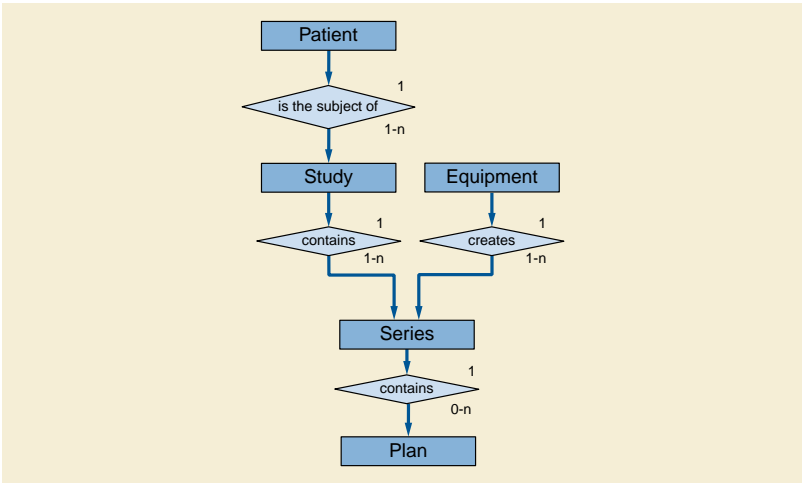 Patient
1
is the subject of
1-n
Study
Equipment
1
contains
1-n
1
creates
1-n
Series
1
contains
0-n
Plan